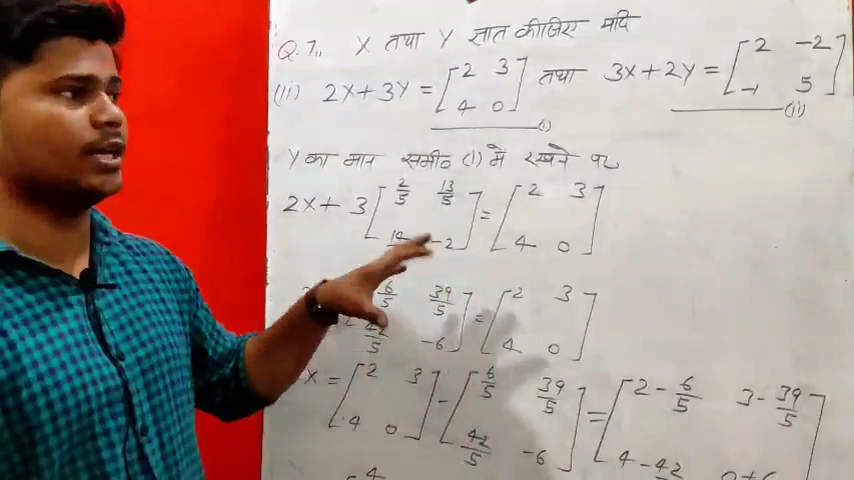 Q.7.. X तथा Y ज्ञात कीजिए यदि
(ii) 2X+3Y = [2 3 4 0] तथा 3X+2Y = [2 -2 -1 5]
(i) (ii)
Y का मान समी० (i) में रखने पर
2X + 3 [2/5 13/5 14 -2] = [2 3 4 0]
6/5 39/5 42/5 -6] = [2 3 4 0]
X = [2 3 4 0] - [6/5 39/5 42/5 -6] = [2 - 6/5 3 - 39/5 4 - 42 0+6
4